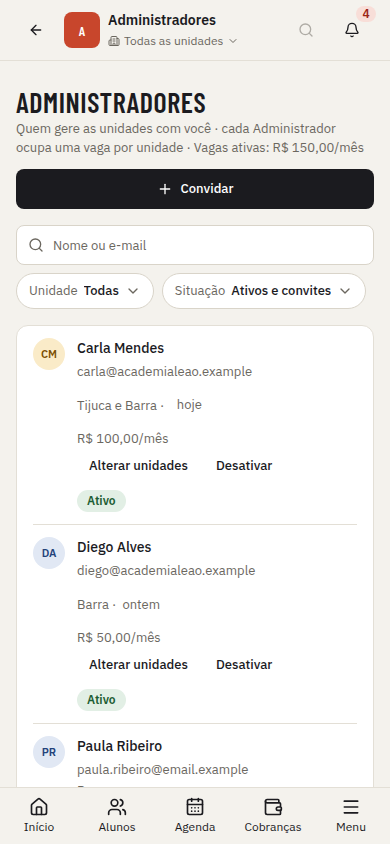 A
Administradores
Todas as unidades
4
ADMINISTRADORES
Quem gere as unidades com você · cada Administrador
ocupa uma vaga por unidade · Vagas ativas: R$ 150,00/mês
Convidar
Nome ou e-mail
Unidade Todas
Situação Ativos e convites
CM
Carla Mendes
carla@academialeao.example
Tijuca e Barra · hoje
R$ 100,00/mês
Alterar unidades Desativar
Ativo
DA
Diego Alves
diego@academialeao.example
Barra · ontem
R$ 50,00/mês
Alterar unidades Desativar
Ativo
PR
Paula Ribeiro
paula.ribeiro@email.example
Início
Alunos
Agenda
Cobranças
Menu